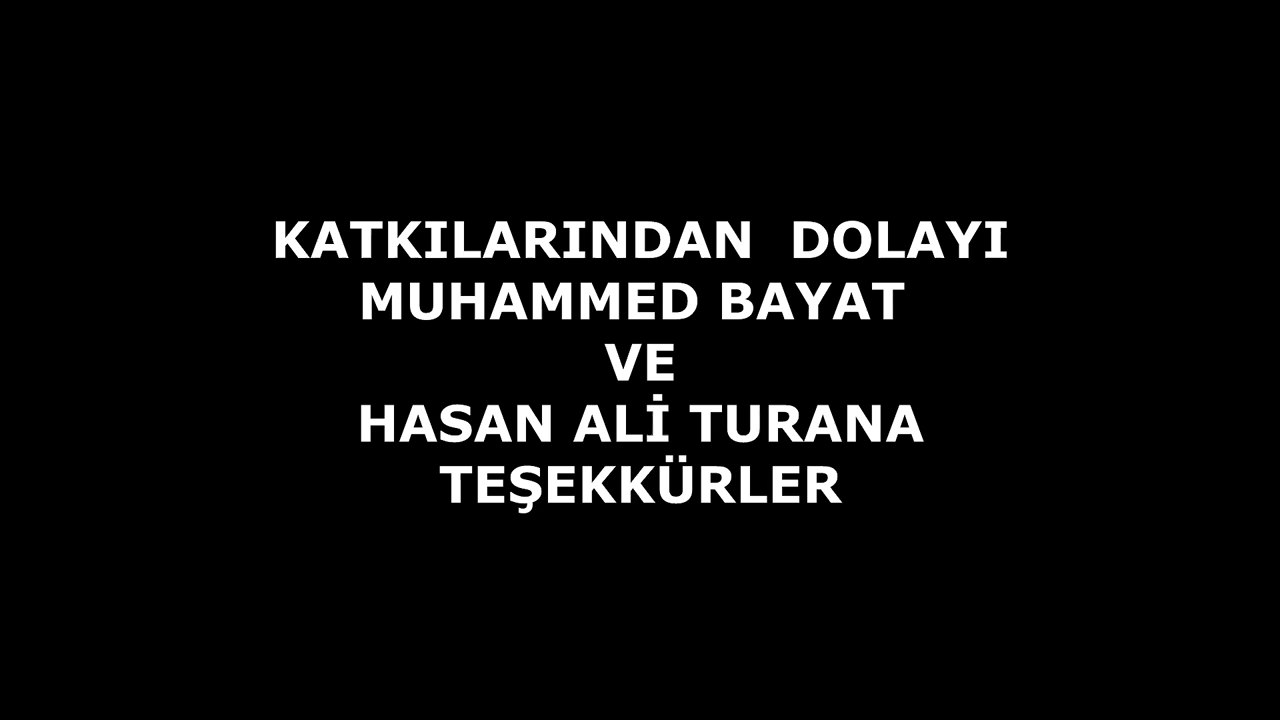 KATKILARINDAN  DOLAYI
MUHAMMED BAYAT
VE
HASAN ALİ TURANA
TEŞEKKÜRLER